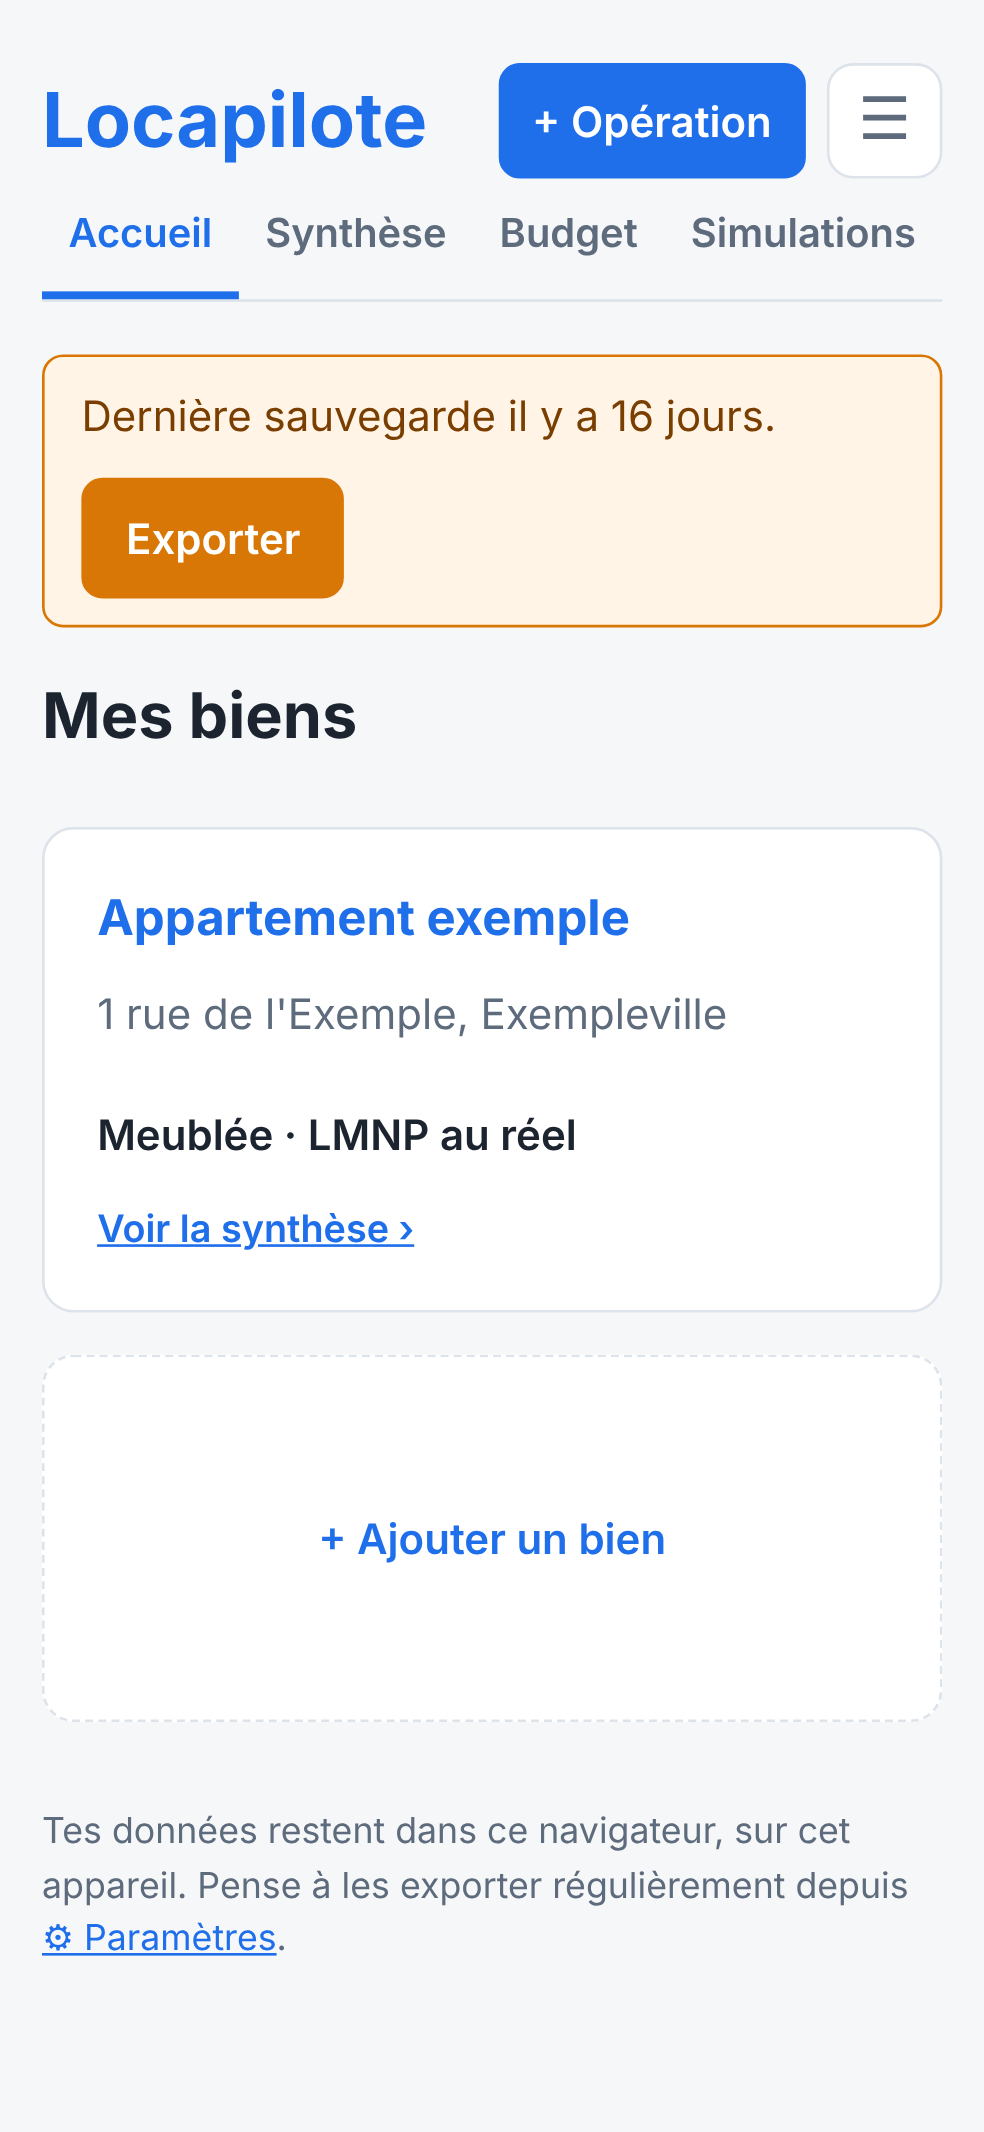 Locapilote
+ Opération
☰
Accueil
Synthèse
Budget
Simulations
Dernière sauvegarde il y a 16 jours.
Exporter
Mes biens
Appartement exemple
1 rue de l'Exemple, Exempleville
Meublée · LMNP au réel
Voir la synthèse ›
+ Ajouter un bien
Tes données restent dans ce navigateur, sur cet
appareil. Pense à les exporter régulièrement depuis
⚙ Paramètres.